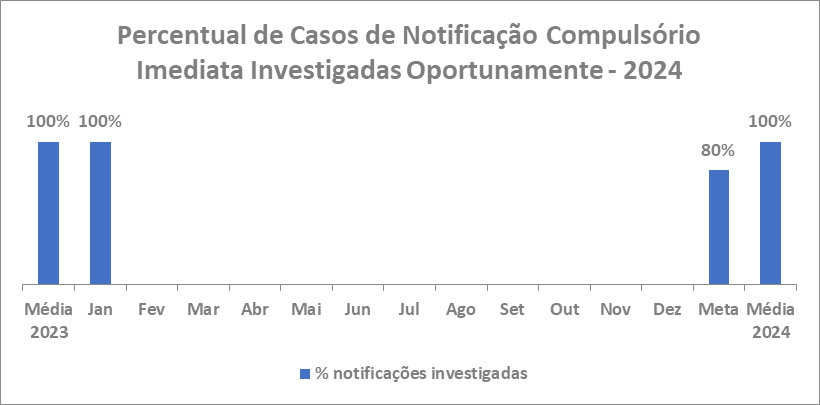 Percentual de Casos de Notificação Compulsório
Imediata Investigadas Oportunamente - 2024
100% 100% 80% 100%
Média 2023 Jan Fev Mar Abr Mai Jun Jul Ago Set Out Nov Dez Meta Média 2024
% notificações investigadas